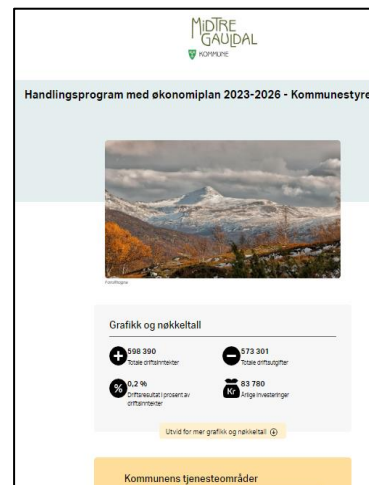 MIDTRE
GAULDAL
KOMMUNE
Handlingsprogram med økonomiplan 2023-2026 - Kommunestyre
Grafikk og nøkkeltall
598 390
Totale driftsinntekter
573 301
Totale driftsutgifter
%
0,2 %
Driftsresultat i prosent av
driftsinntekter
Kr
83 780
Årlige investeringer
Utvid for mer grafikk og nøkkeltall
Kommunens tjenesteområder